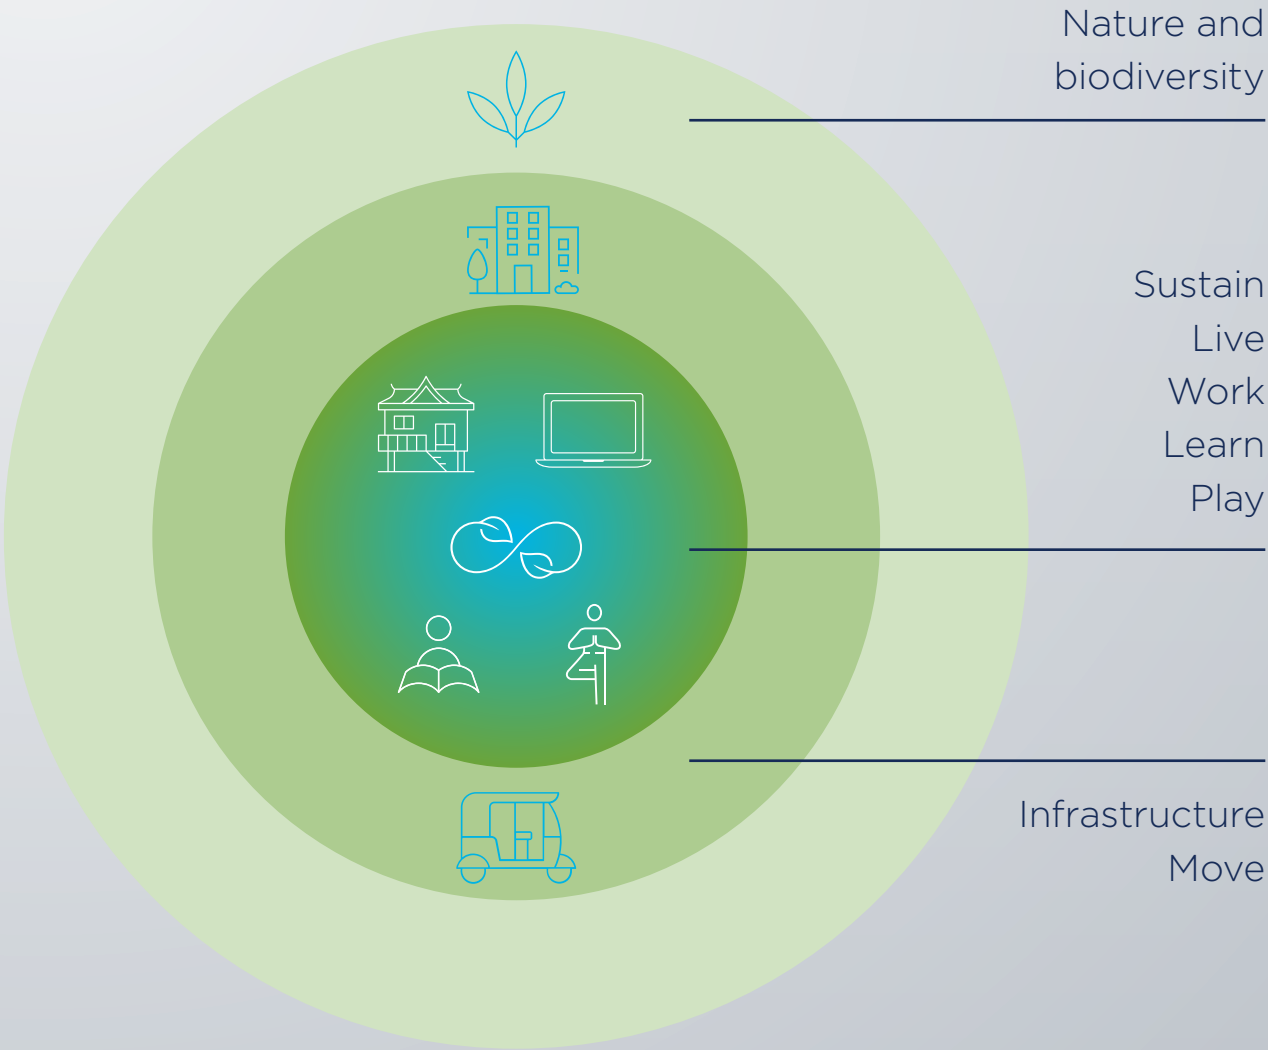 Nature and
biodiversity
Sustain
Live
Work
Learn
Play
Infrastructure
Move